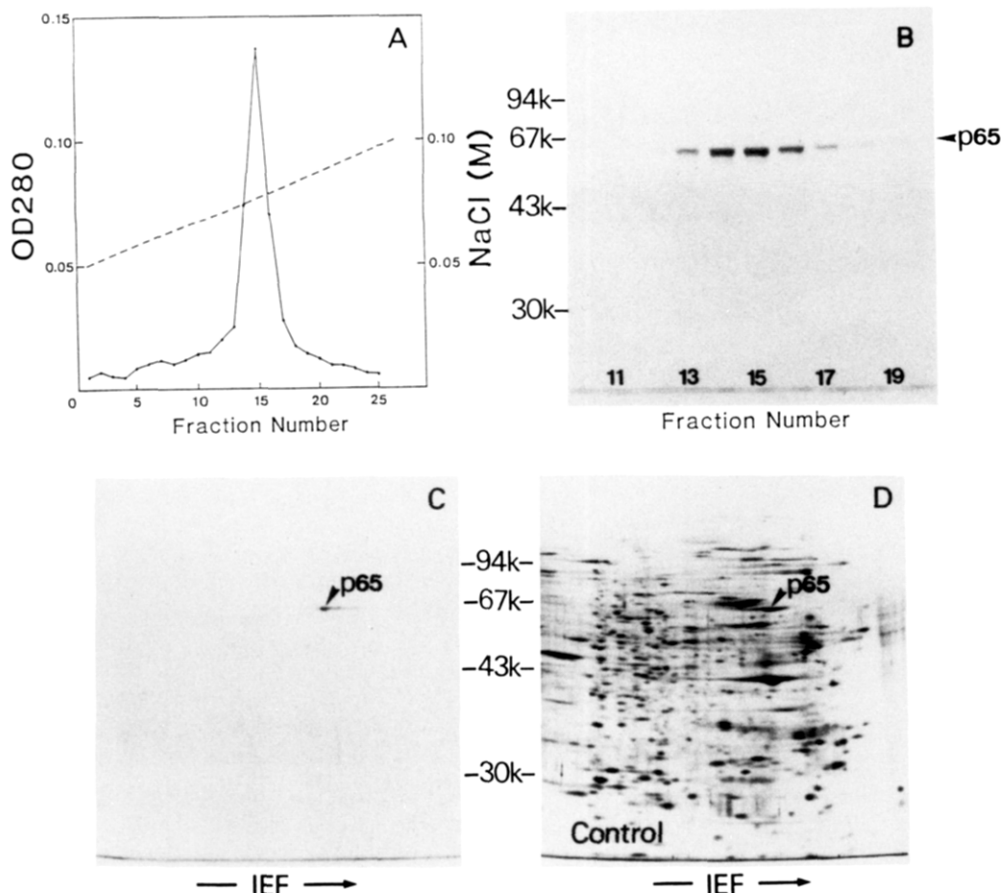 A
0.15
0.10
0.05
OD280
0.10
0.05
NaCl (M)
0 5 10 15 20 25
Fraction Number
B
94k–
67k–
43k–
30k–
p65
11 13 15 17 19
Fraction Number
C
p65
IEF
–94k–
–67k–
–43k–
–30k–
D
p65
Control
IEF